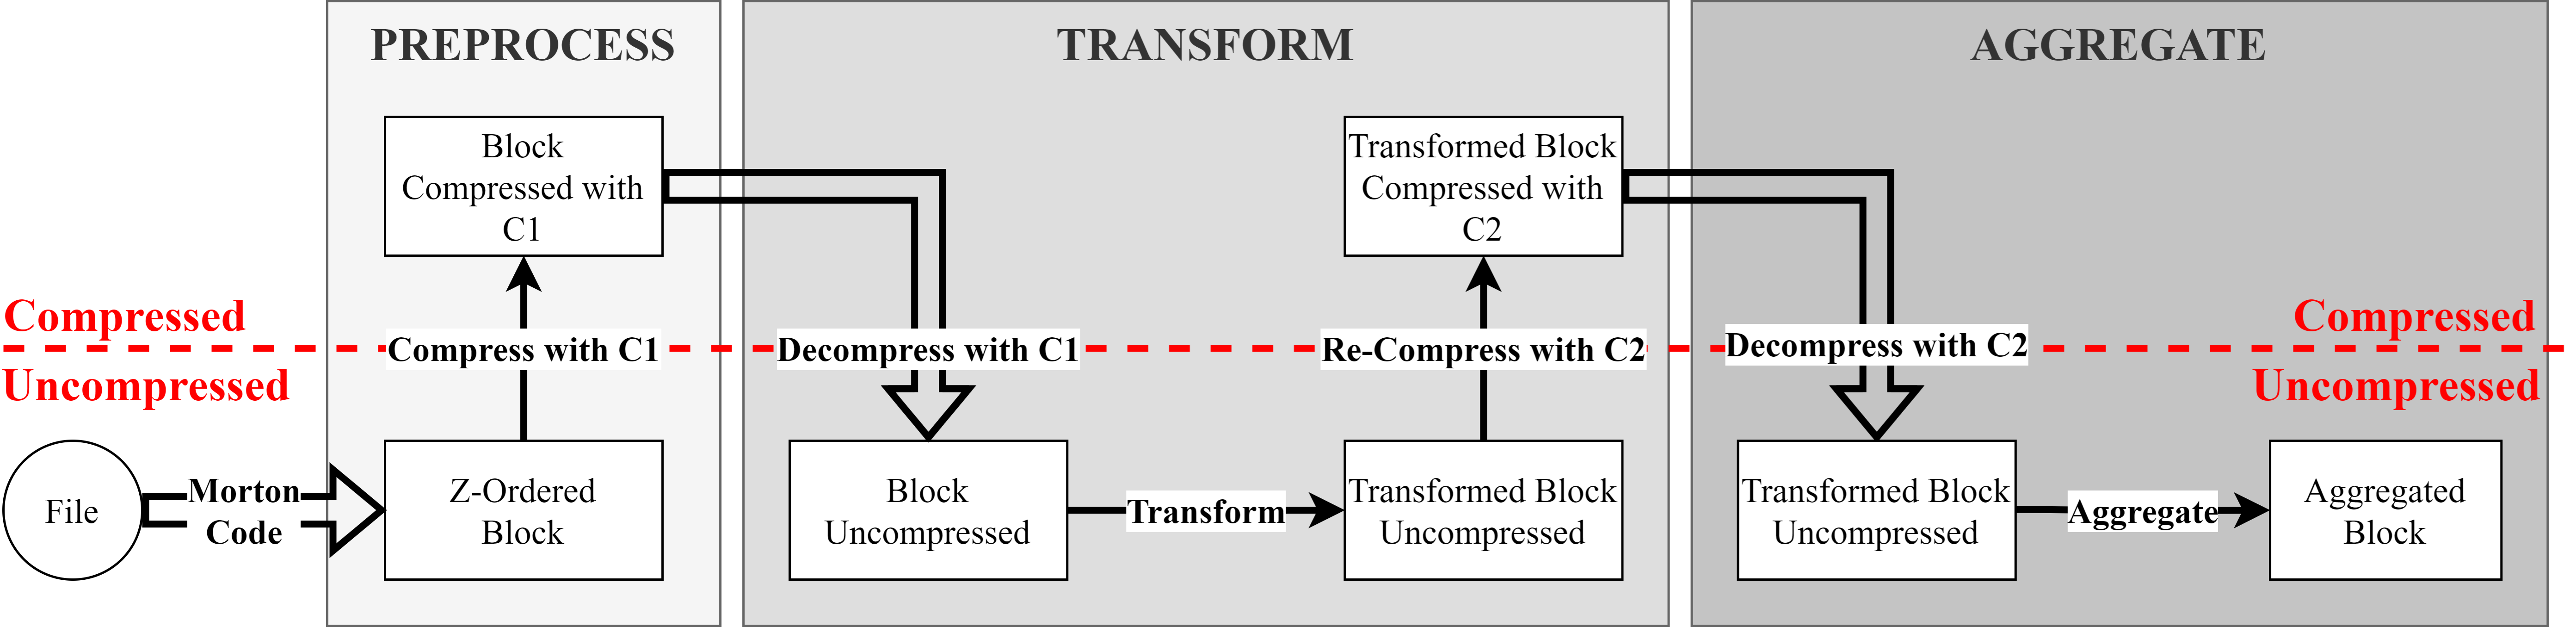 PREPROCESS
TRANSFORM
AGGREGATE
Block
Compressed with
C1
Transformed Block
Compressed with
C2
Compressed
Uncompressed
Compress with C1
Decompress with C1
Re-Compress with C2
Decompress with C2
Compressed
Uncompressed
File
Morton
Code
Z-Ordered
Block
Block
Uncompressed
Transform
Transformed Block
Uncompressed
Transformed Block
Uncompressed
Aggregate
Aggregated
Block